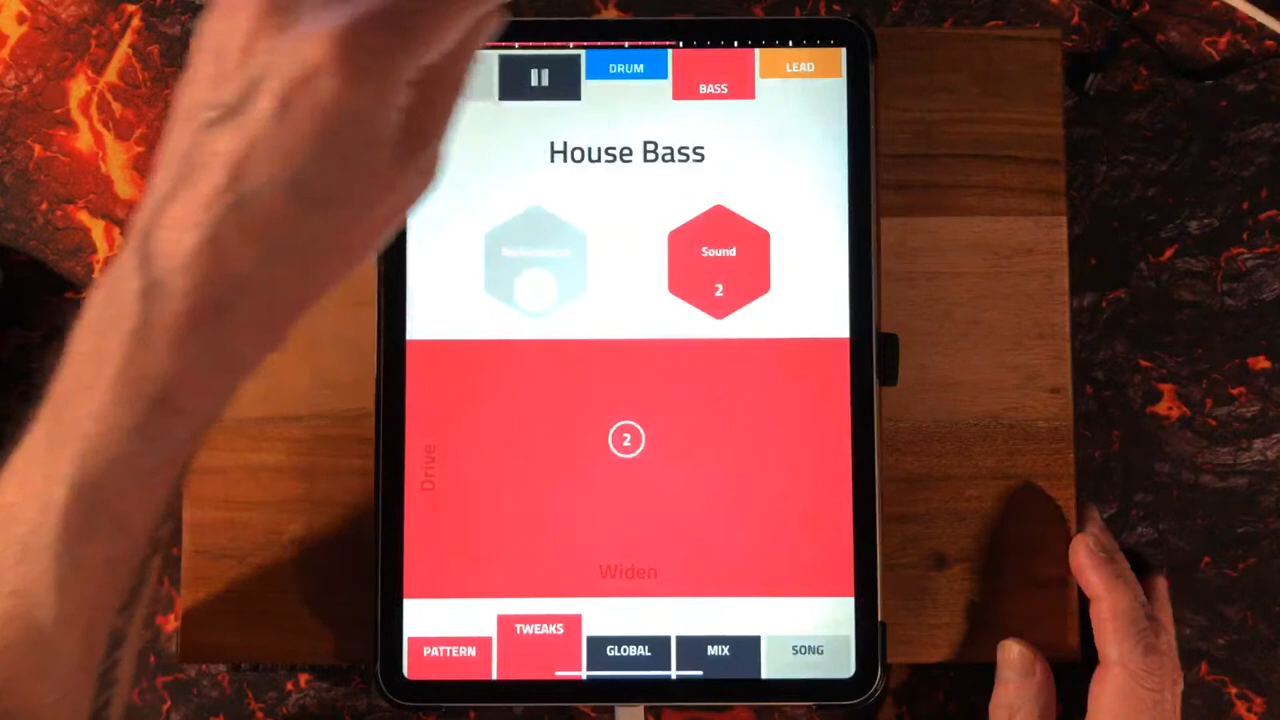 DRUM
BASS
LEAD
House Bass
Sound
2
2
Drive
Widen
PATTERN
TWEAKS
GLOBAL
MIX
SONG